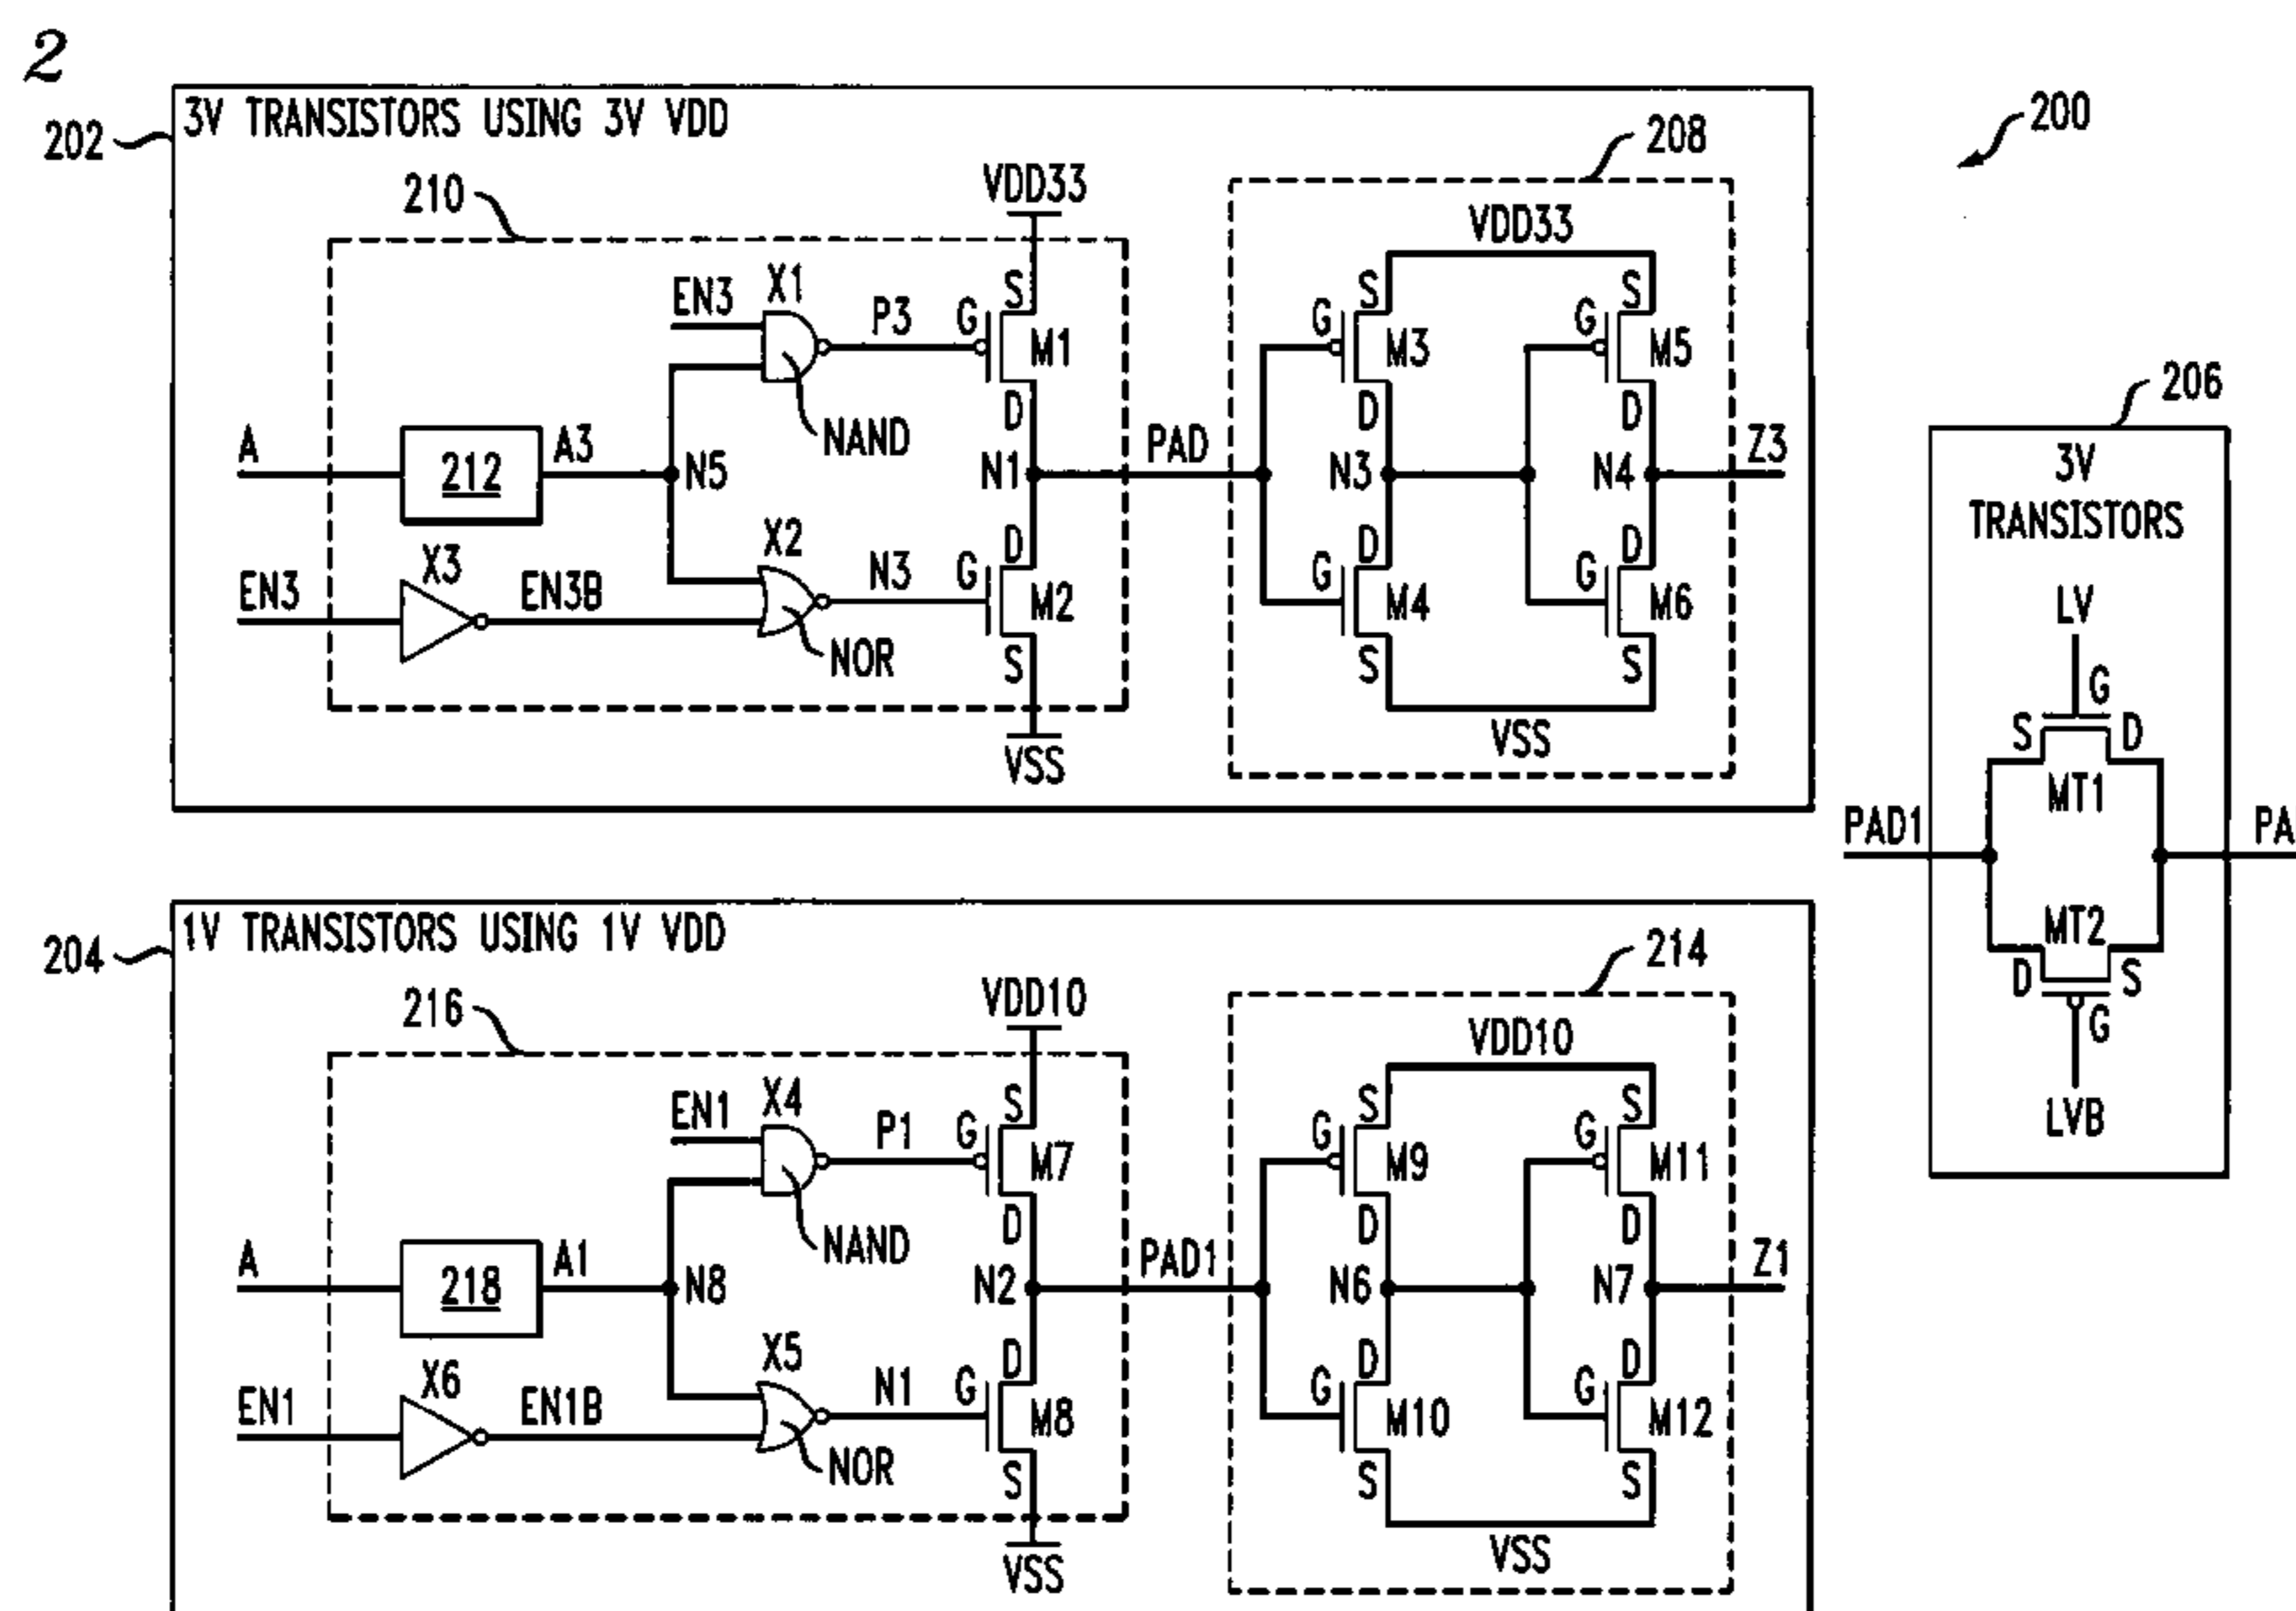 2
202
3V TRANSISTORS USING 3V VDD
200
210
VDD33
208
VDD33
EN3
X1
P3
G
S
M1
D
NAND
G
S
M3
D
G
S
M5
D
A
212
A3
N5
N1
PAD
N3
N4
Z3
EN3
X3
EN3B
X2
N3
NOR
G
D
M2
S
VSS
G
D
M4
S
G
D
M6
S
VSS
206
3V
TRANSISTORS
LV
G
S
D
MT1
PAD1
PA
MT2
D
S
G
LVB
204
1V TRANSISTORS USING 1V VDD
216
VDD10
214
VDD10
EN1
X4
P1
G
S
M7
D
NAND
G
S
M9
D
G
S
M11
D
A
218
A1
N8
N2
PAD1
N6
N7
Z1
EN1
X6
EN1B
X5
N1
NOR
G
D
M8
S
VSS
G
D
M10
S
G
D
M12
S
VSS